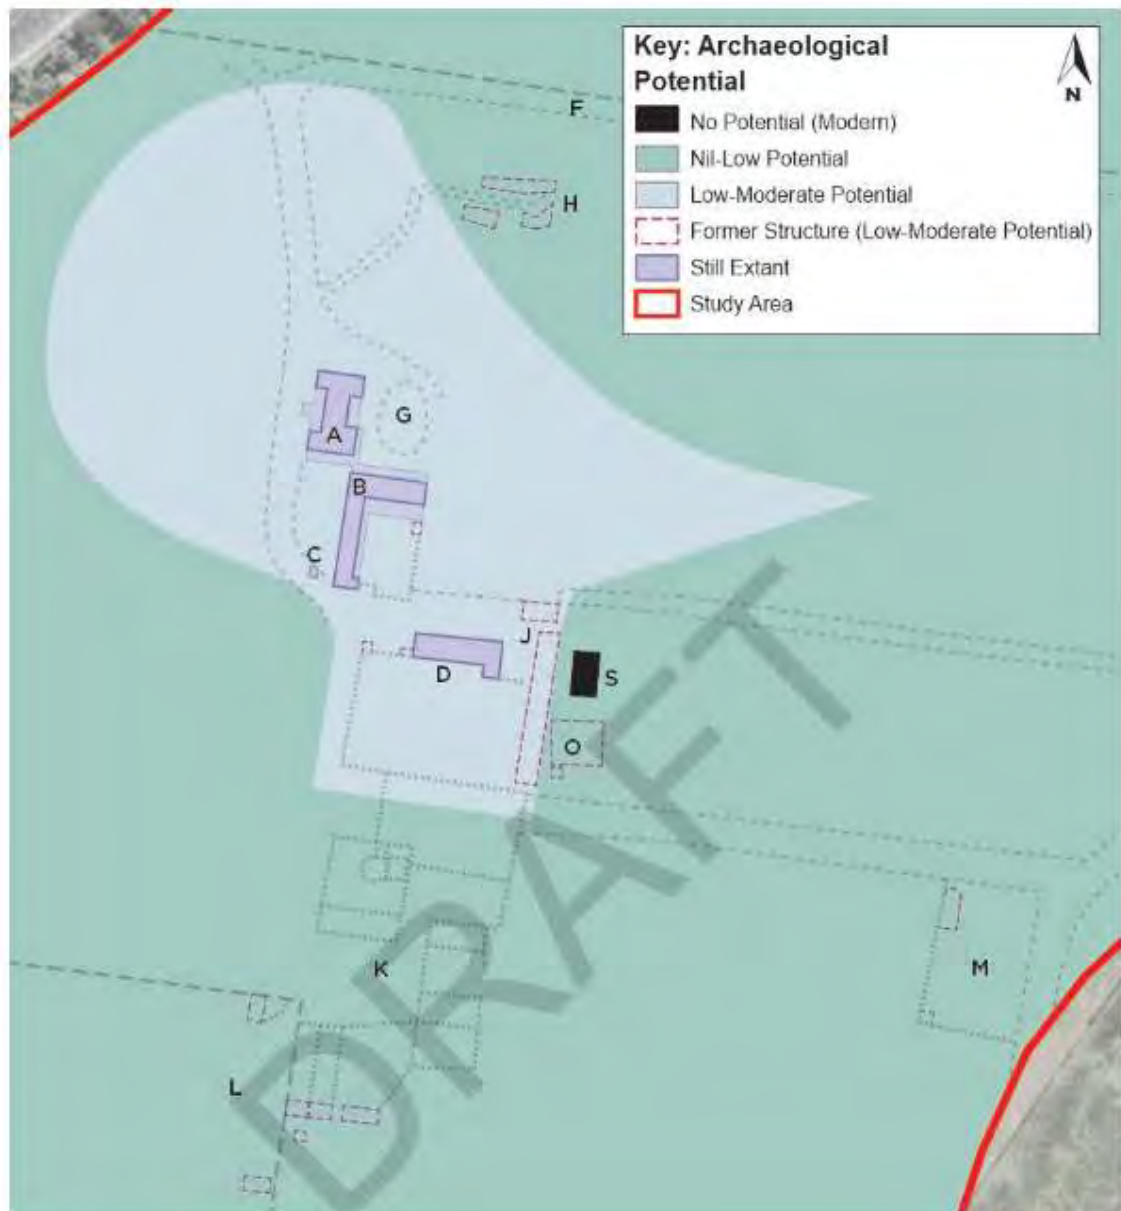 Key: Archaeological
Potential
N
No Potential (Modern)
Nil-Low Potential
Low-Moderate Potential
Former Structure (Low-Moderate Potential)
Still Extant
Study Area
F
H
G
A
B
C
J
D
S
O
K
M
L
DRAFT